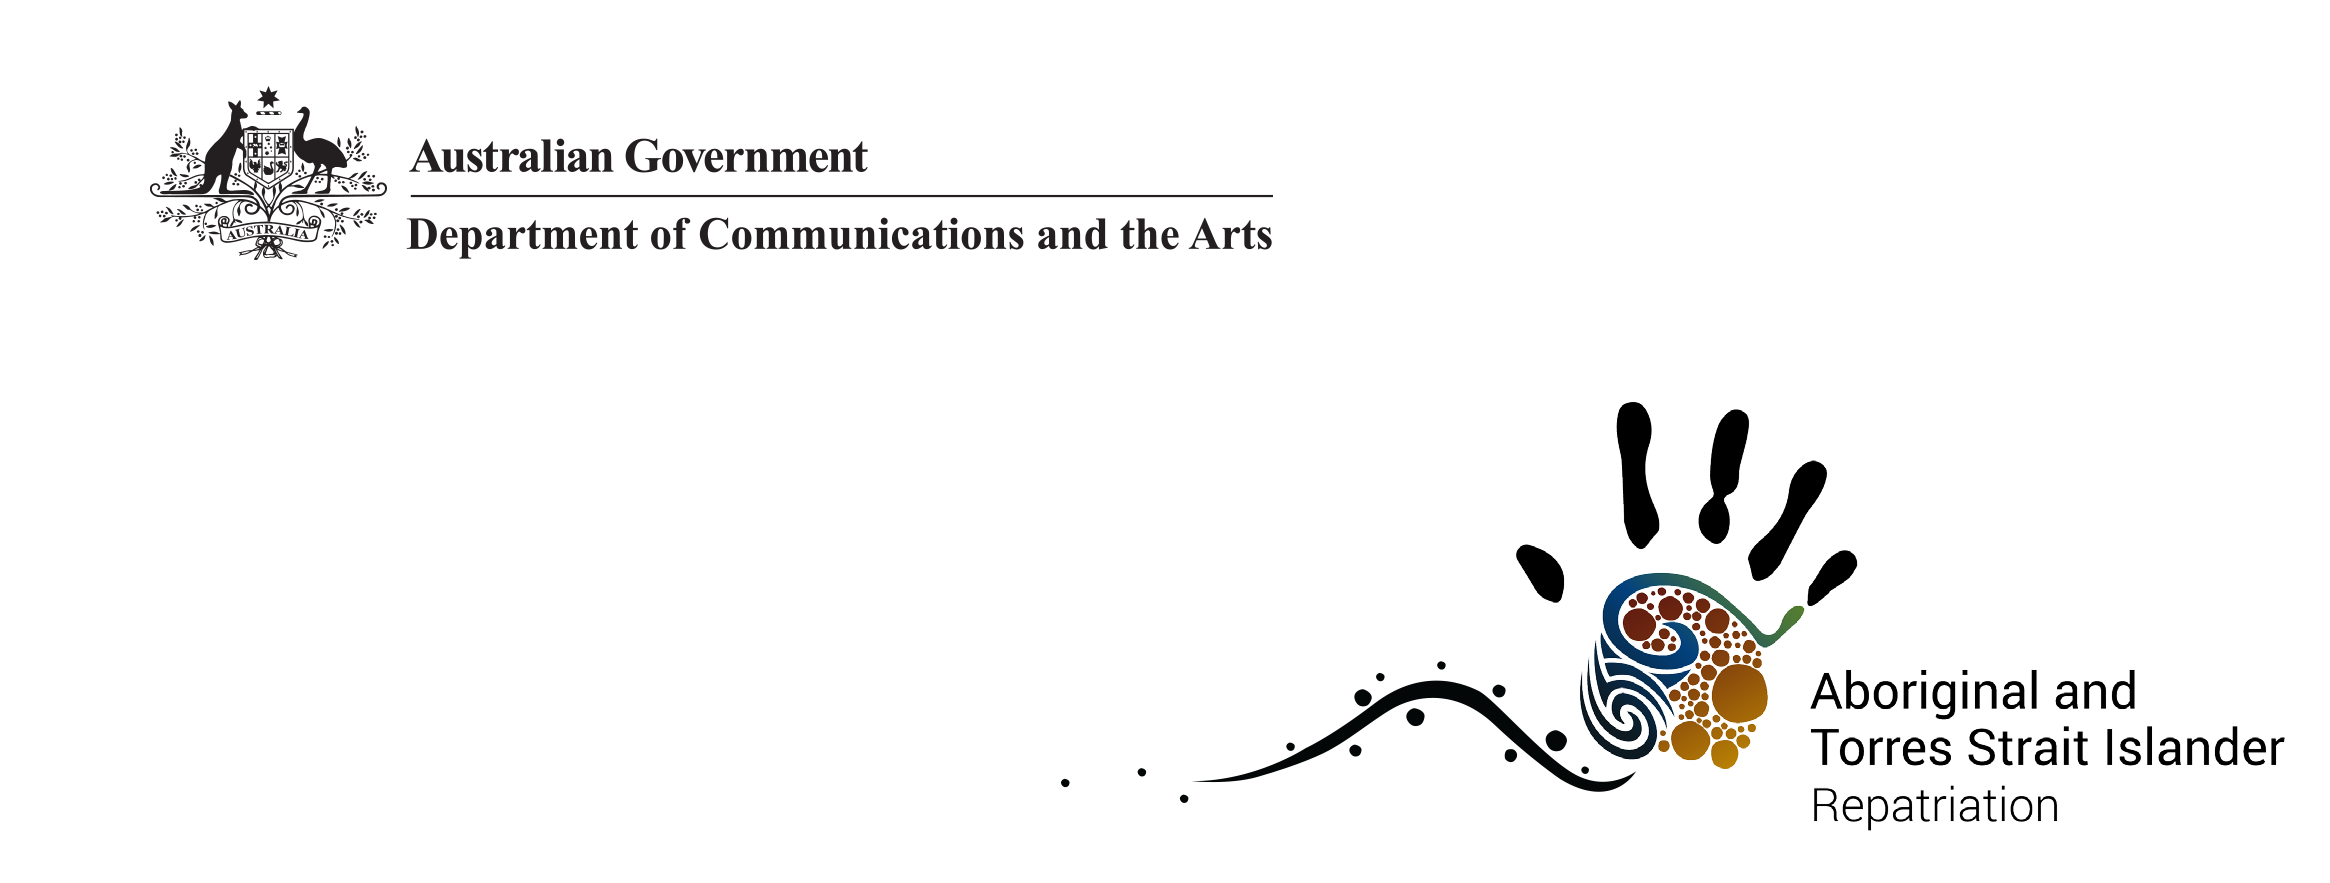 AUSTRALIA
Australian Government
Department of Communications and the Arts
Aboriginal and
Torres Strait Islander
Repatriation